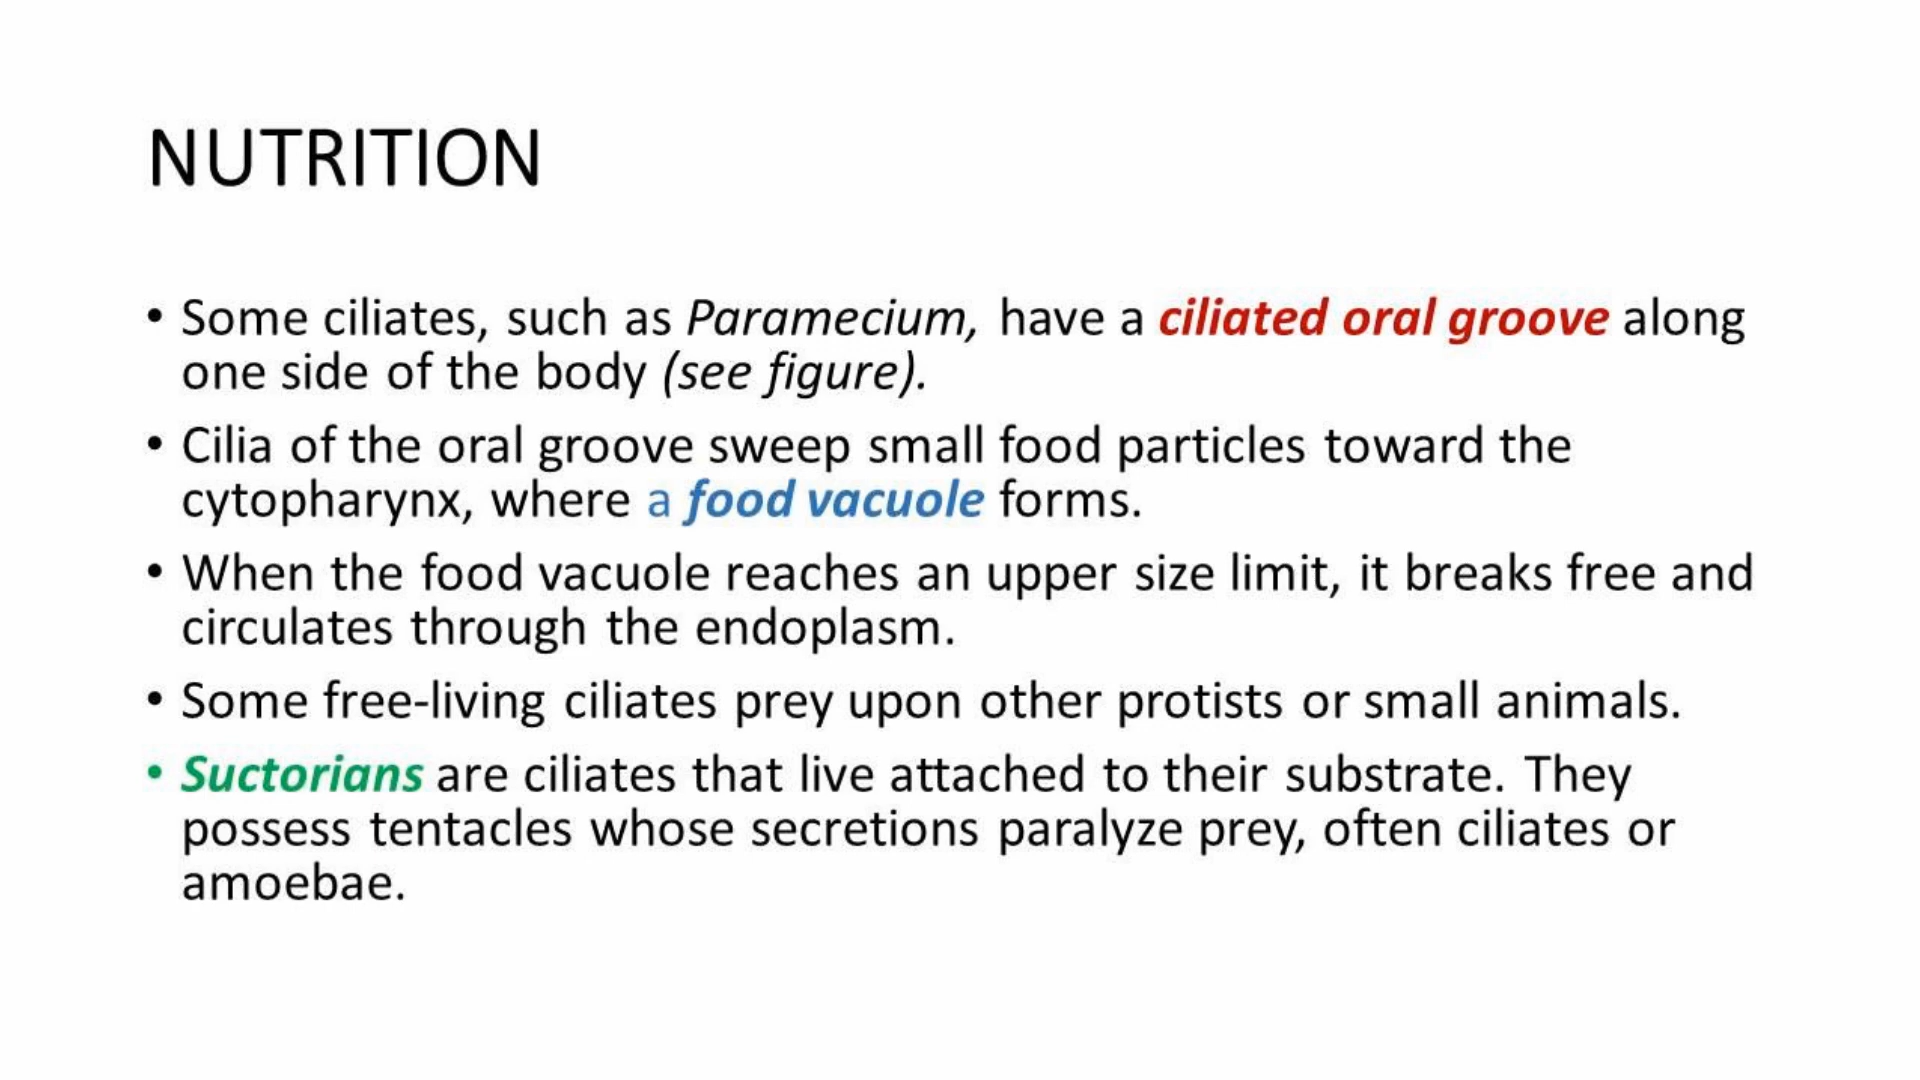 NUTRITION
• Some ciliates, such as Paramecium, have a ciliated oral groove along
one side of the body (see figure).
• Cilia of the oral groove sweep small food particles toward the
cytopharynx, where a food vacuole forms.
• When the food vacuole reaches an upper size limit, it breaks free and
circulates through the endoplasm.
• Some free-living ciliates prey upon other protists or small animals.
• Suctorians are ciliates that live attached to their substrate. They
possess tentacles whose secretions paralyze prey, often ciliates or
amoebae.